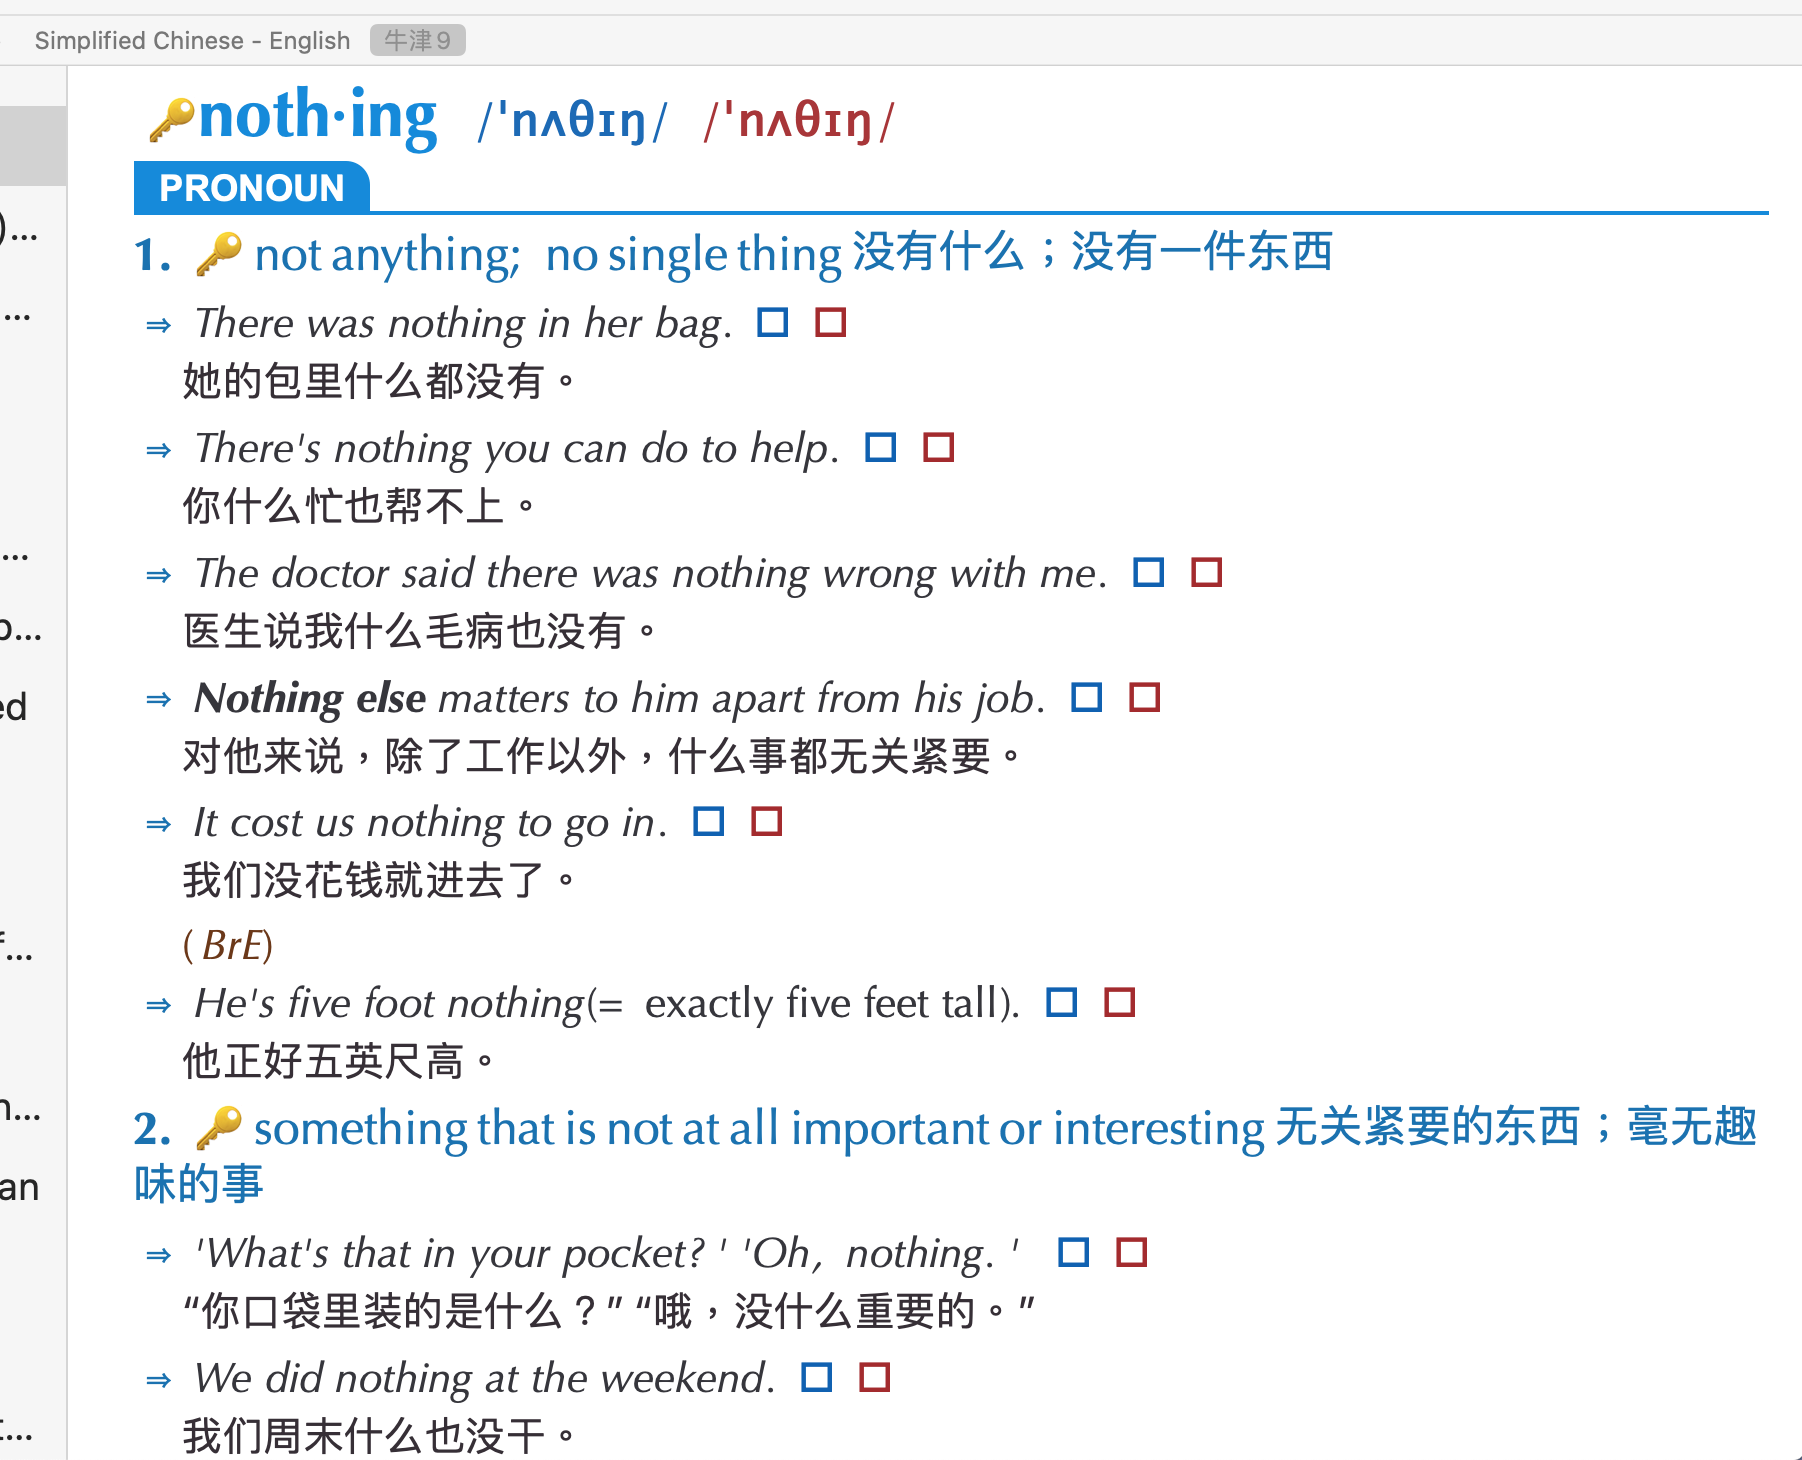 Simplified Chinese - English 牛津9
noth·ing /ˈnʌθɪŋ/ /ˈnʌθɪŋ/
PRONOUN
)...
1. not anything; no single thing 没有什么；没有一件东西
...
⇒ There was nothing in her bag.
她的包里什么都没有。
⇒ There's nothing you can do to help.
你什么忙也帮不上。
...
⇒ The doctor said there was nothing wrong with me.
医生说我什么毛病也没有。
⇒ Nothing else matters to him apart from his job.
ed
对他来说，除了工作以外，什么事都无关紧要。
⇒ It cost us nothing to go in.
我们没花钱就进去了。
(BrE)
f...
⇒ He's five foot nothing(= exactly five feet tall).
他正好五英尺高。
2. something that is not at all important or interesting 无关紧要的东西；毫无趣
味的事
an
⇒ 'What's that in your pocket? ' 'Oh, nothing. '
“你口袋里装的是什么？” “哦，没什么重要的。”
⇒ We did nothing at the weekend.
我们周末什么也没干。